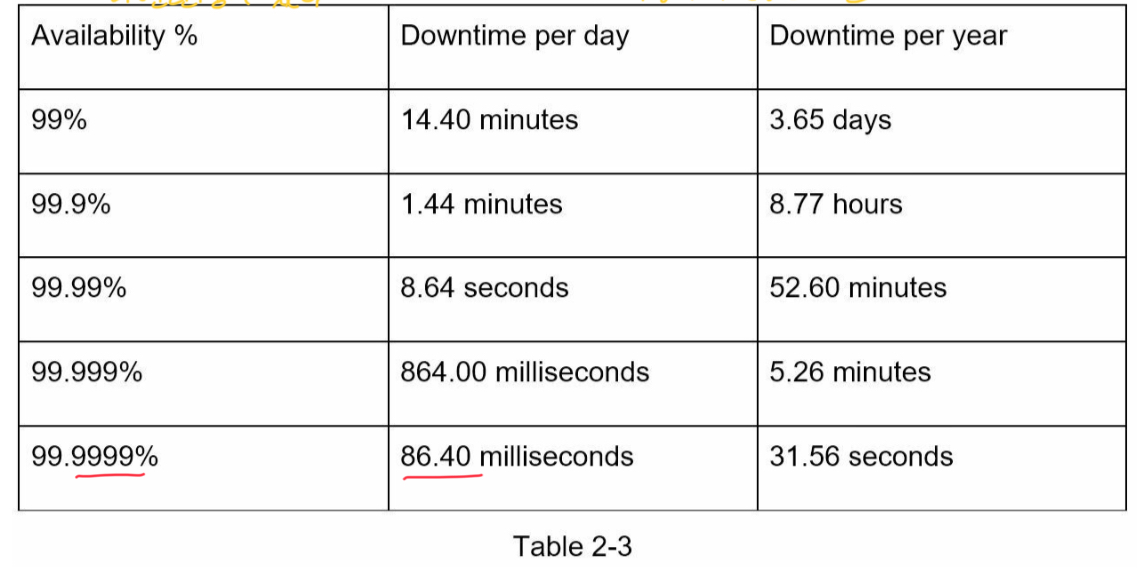 Availability % Downtime per day Downtime per year
99% 14.40 minutes 3.65 days
99.9% 1.44 minutes 8.77 hours
99.99% 8.64 seconds 52.60 minutes
99.999% 864.00 milliseconds 5.26 minutes
99.9999% 86.40 milliseconds 31.56 seconds
Table 2-3